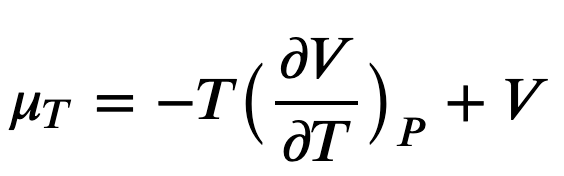 μ_T = −T(∂V/∂T)_P + V